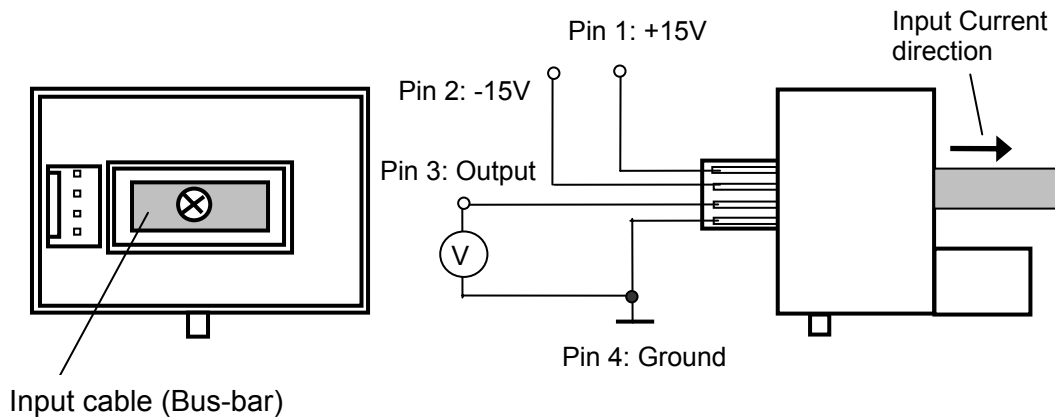 Input Current
direction
Pin 1: +15V
Pin 2: -15V
Pin 3: Output
V
Pin 4: Ground
Input cable (Bus-bar)